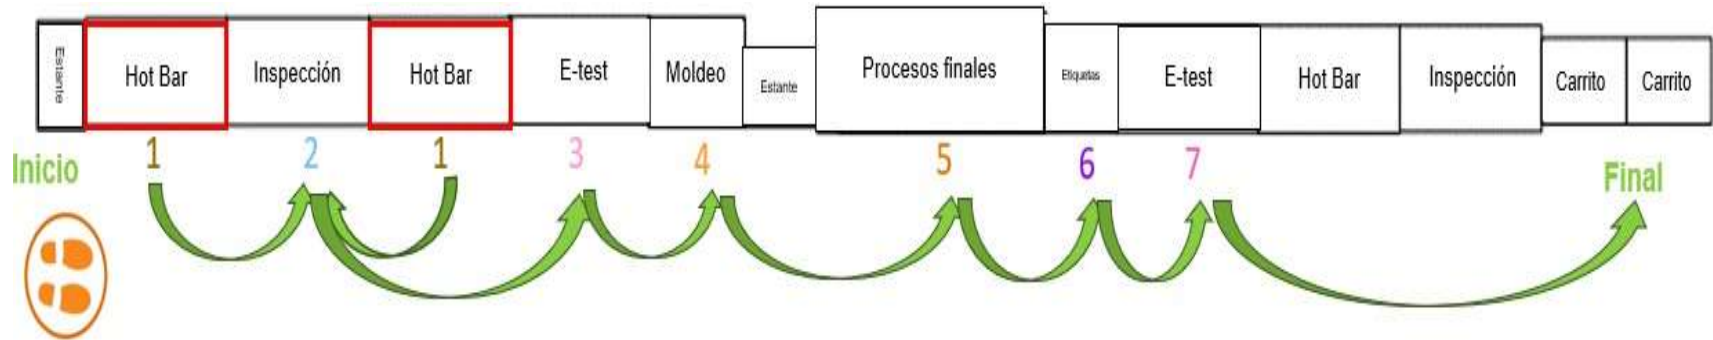 Estante
Hot Bar
Inspección
Hot Bar
E-test
Moldeo
Estante
Procesos finales
Etiquetas
E-test
Hot Bar
Inspección
Carrito
Carrito
Inicio
1
2
1
3
4
5
6
7
Final